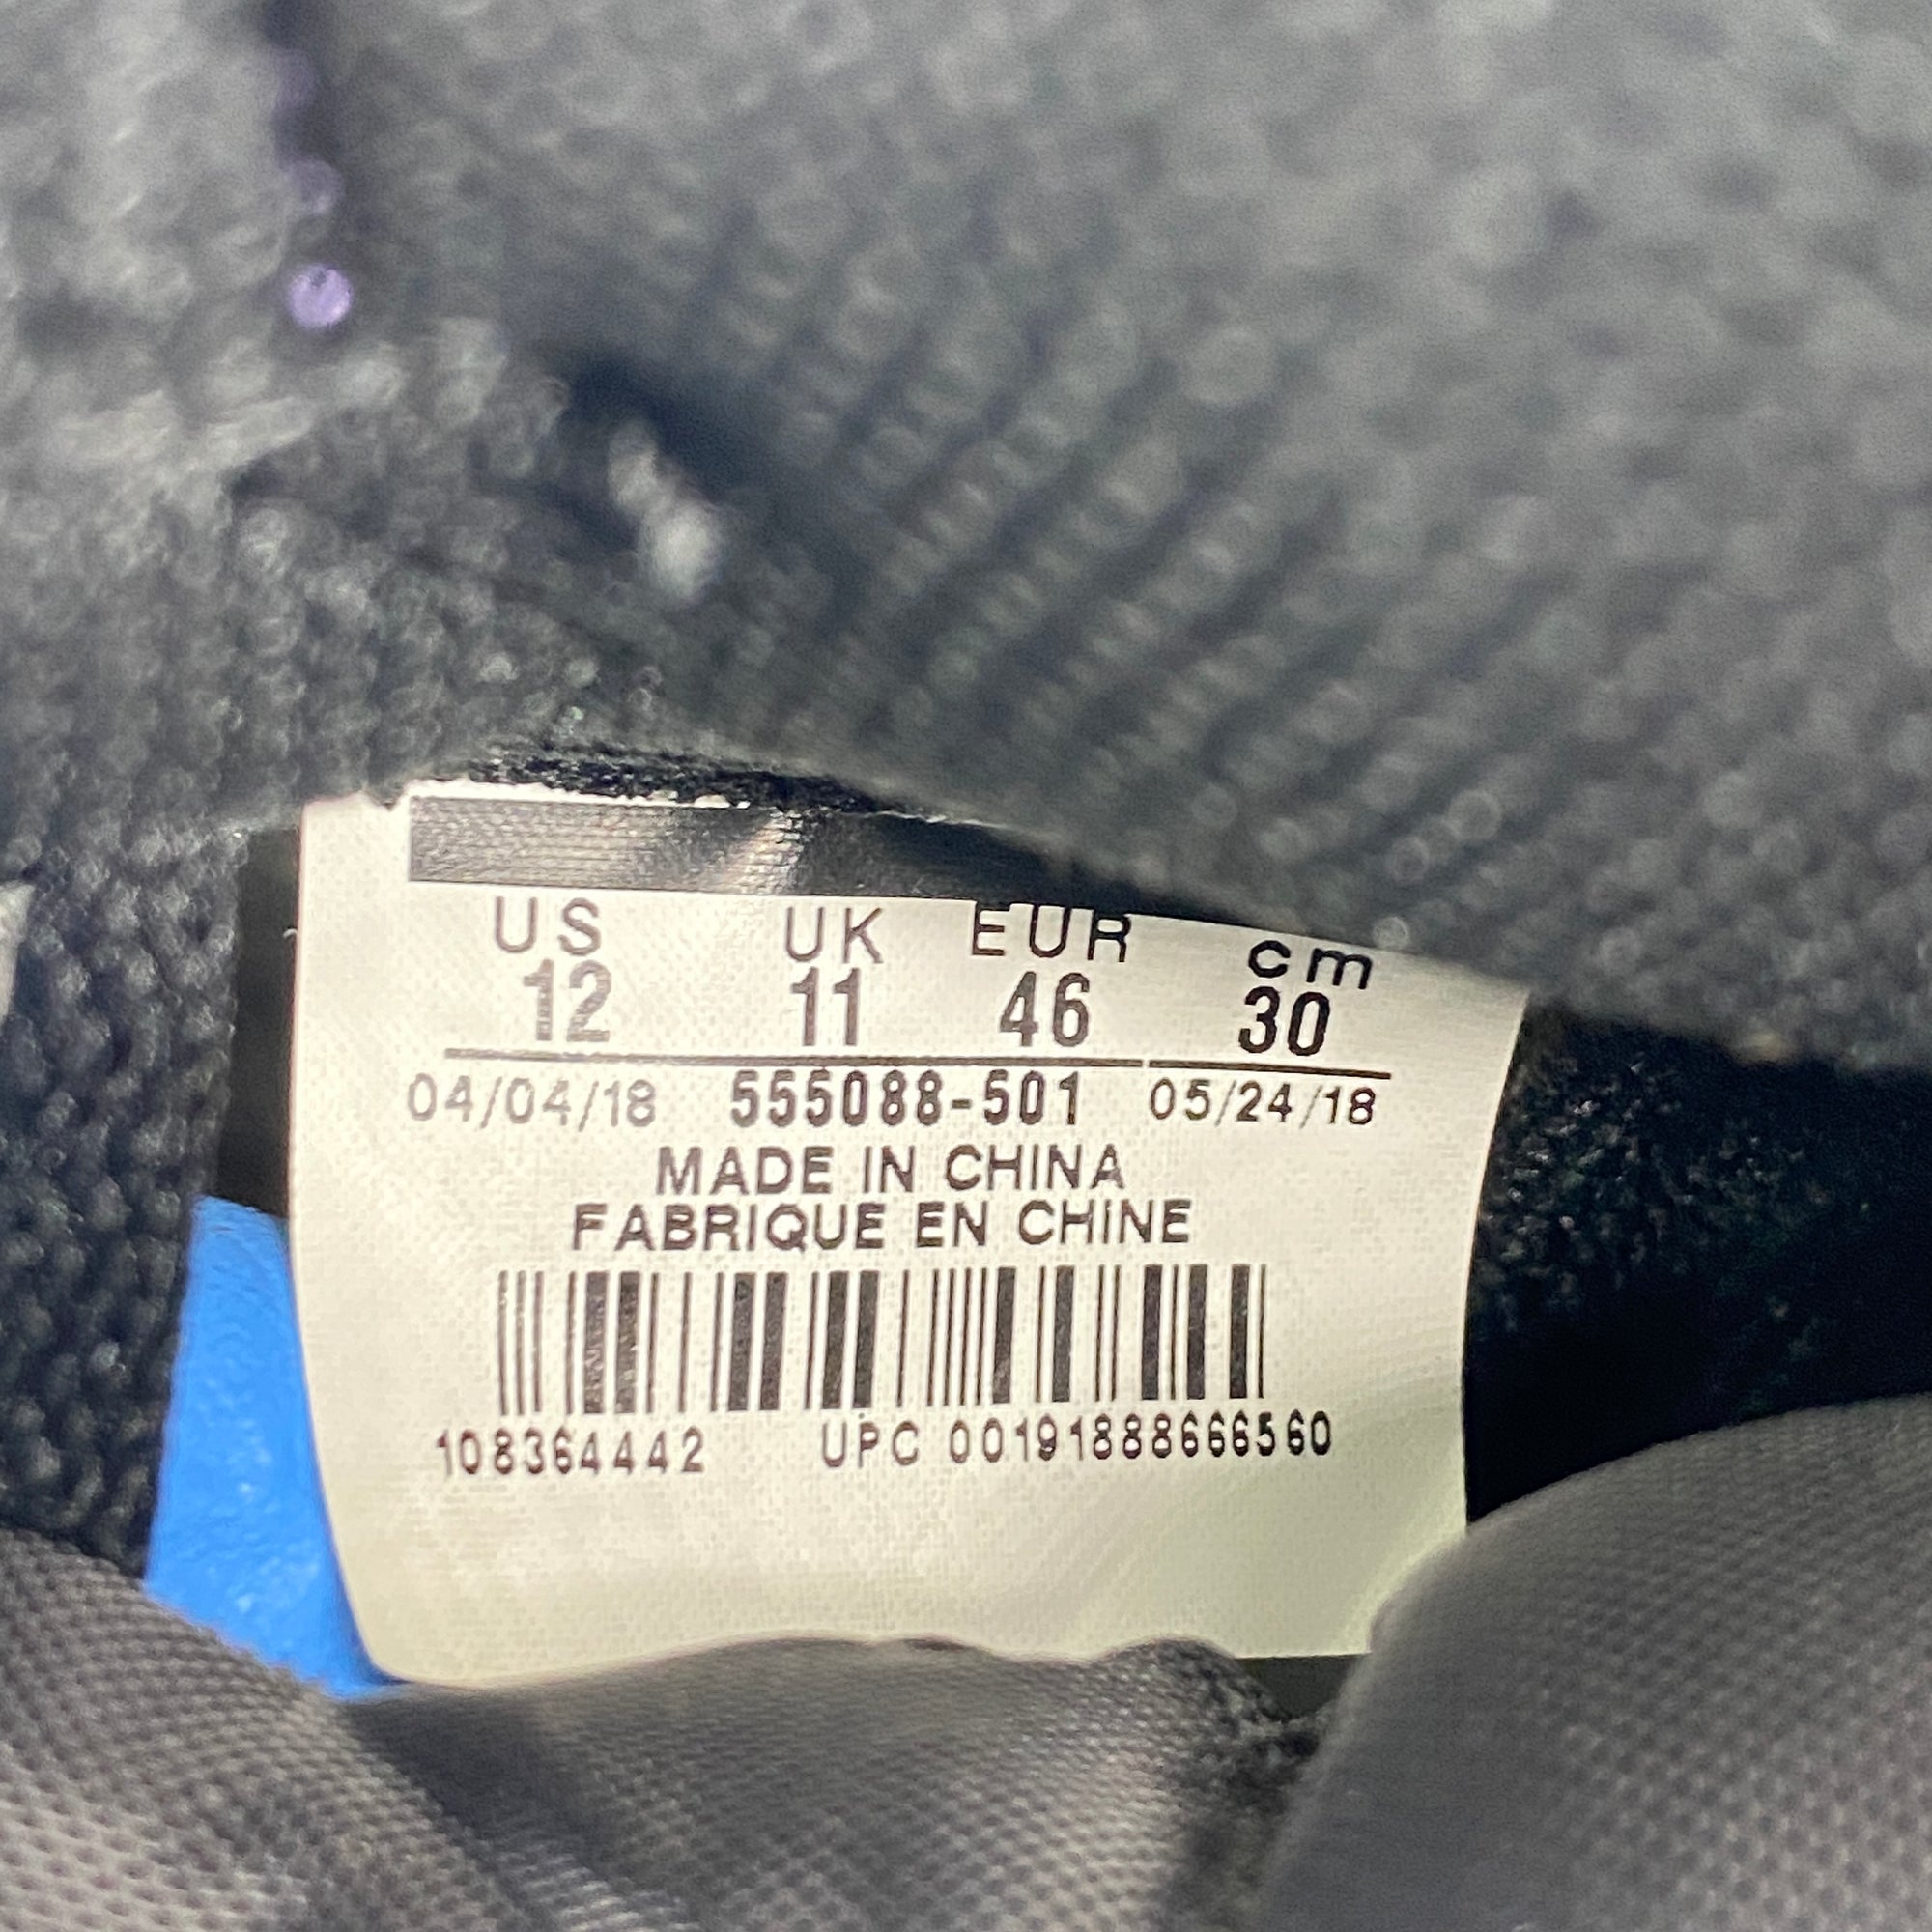 US UK EUR cm
12 11 46 30
04/04/18 555088-501 05/24/18
MADE IN CHINA
FABRIQUE EN CHINE
108364442 UPC 00191888666560